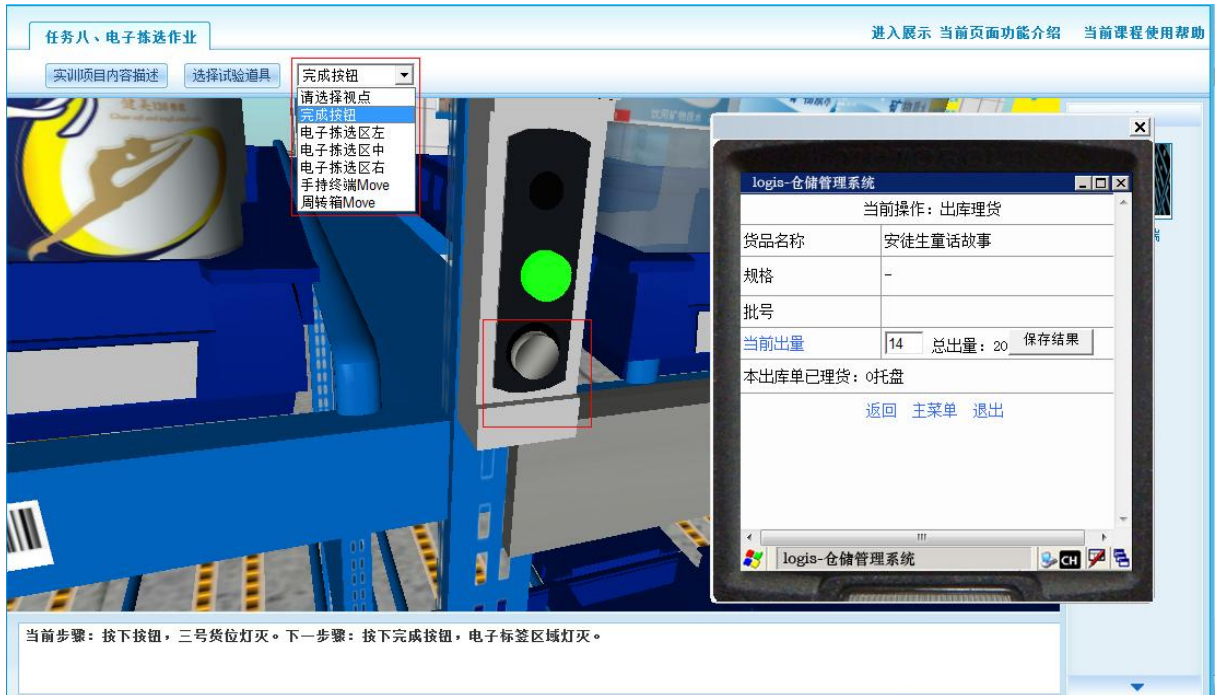 任务八、电子拣选作业
进入展示 当前页面功能介绍 当前课程使用帮助
实训项目内容描述
选择试验道具
完成按钮
请选择视点
完成按钮
电子拣选区左
电子拣选区中
电子拣选区右
手持终端Move
周转箱Move
健美
logis-仓储管理系统
当前操作：出库理货
货品名称 安徒生童话故事
规格 -
批号
当前出量 14 总出量：20 保存结果
本出库单已理货：0托盘
返回 主菜单 退出
logis-仓储管理系统
CH
当前步骤：按下按钮，三号货位灯灭。下一步骤：按下完成按钮，电子标签区域灯灭。